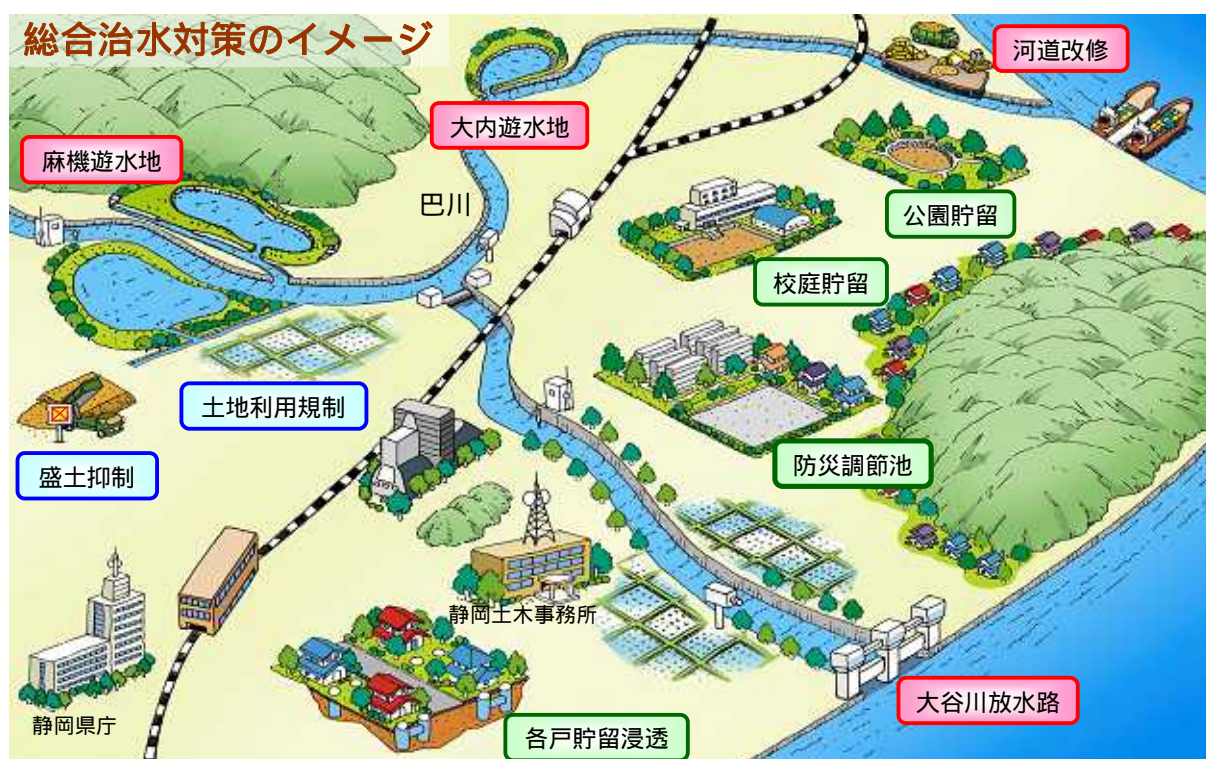 総合治水対策のイメージ
河道改修
大内遊水地
麻機遊水地
巴川
公園貯留
校庭貯留
土地利用規制
防災調節池
盛土抑制
静岡土木事務所
大谷川放水路
静岡県庁
各戸貯留浸透